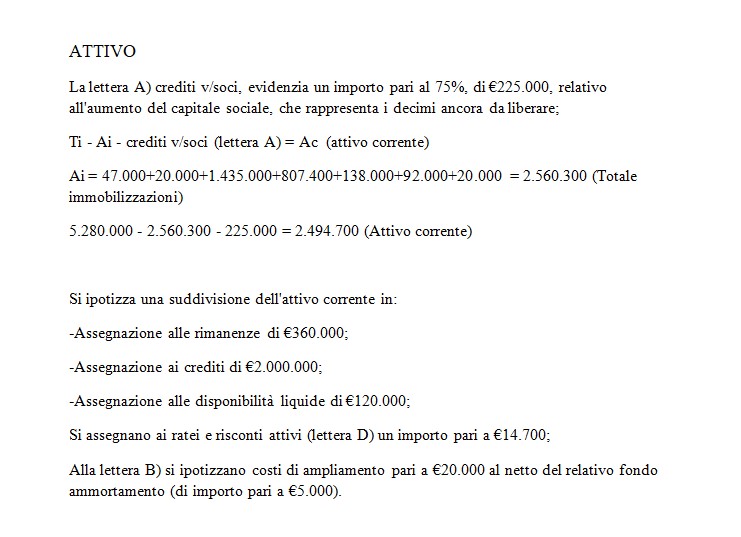 ATTIVO
La lettera A) crediti v/soci, evidenzia un importo pari al 75%, di €225.000, relativo
all'aumento del capitale sociale, che rappresenta i decimi ancora da liberare;
Ti - Ai - crediti v/soci (lettera A) = Ac (attivo corrente)
Ai = 47.000+20.000+1.435.000+807.400+138.000+92.000+20.000 = 2.560.300 (Totale
immobilizzazioni)
5.280.000 - 2.560.300 - 225.000 = 2.494.700 (Attivo corrente)
Si ipotizza una suddivisione dell'attivo corrente in:
-Assegnazione alle rimanenze di €360.000;
-Assegnazione ai crediti di €2.000.000;
-Assegnazione alle disponibilità liquide di €120.000;
Si assegnano ai ratei e risconti attivi (lettera D) un importo pari a €14.700;
Alla lettera B) si ipotizzano costi di ampliamento pari a €20.000 al netto del relativo fondo
ammortamento (di importo pari a €5.000).